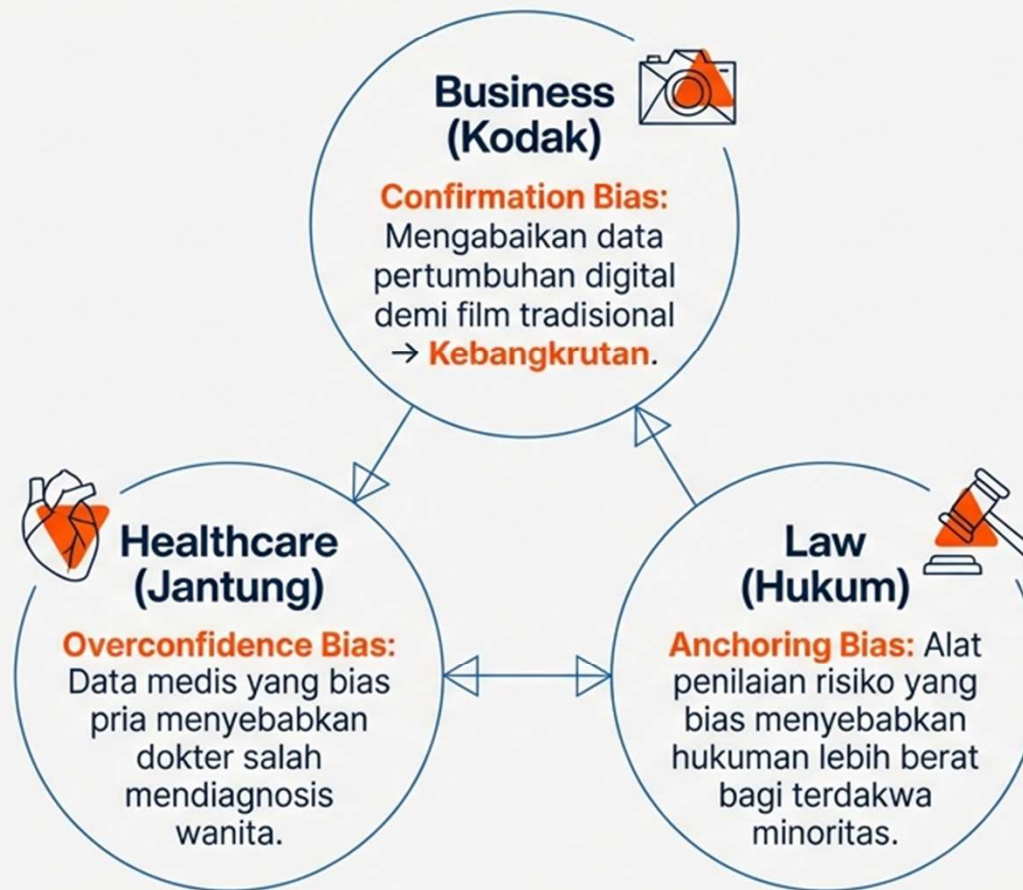 Business
(Kodak)
Confirmation Bias:
Mengabaikan data
pertumbuhan digital
demi film tradisional
→ Kebangkrutan.
Healthcare
(Jantung)
Overconfidence Bias:
Data medis yang bias
pria menyebabkan
dokter salah
mendiagnosis
wanita.
Law
(Hukum)
Anchoring Bias: Alat
penilaian risiko yang
bias menyebabkan
hukuman lebih berat
bagi terdakwa
minoritas.